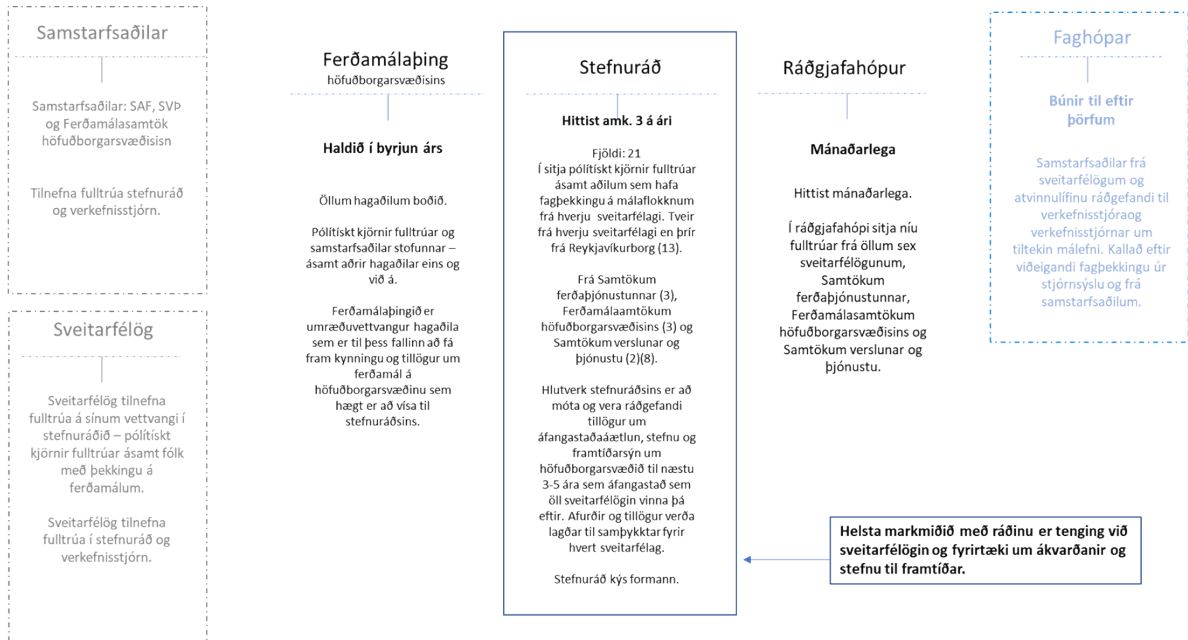 Samstarfsaðilar
Samstarfsaðilar: SAF, SVÞ
og Ferðamálasamtök
höfuðborgarsvæðisisn
Tilnefna fulltrúa stefnuráð
og verkefnisstjórn.
Sveitarfélög
Sveitarfélög tilnefna
fulltrúa á sínum vettvangi í
stefnuráðið – pólítískt
kjörnir fulltrúar ásamt fólk
með þekkingu á
ferðamálum.
Sveitarfélög tilnefna
fulltrúa í stefnuráð og
verkefnisstjórn.
Ferðamálaþing
höfuðborgarsvæðisins
Haldið í byrjun árs
Öllum hagaðilum boðið.
Pólítískt kjörnir fulltrúar og
samstarfsaðilar stofunnar –
ásamt aðrir hagaðilar eins og
við á.
Ferðamálaþingið er
umræðuvettvangur hagaðila
sem er til þess fallinn að fá
fram kynningu og tillögur um
ferðamál á
höfuðborgarsvæðinu sem
hægt er að vísa til
stefnuráðsins.
Stefnuráð
Hittist amk. 3 á ári
Fjöldi: 21
Í sitja pólítískt kjörnir fulltrúar
ásamt aðilum sem hafa
fagþekkingu á málaflokknum
frá hverju sveitarfélagi. Tveir
frá hverju sveitarfélagi en þrír
frá Reykjavíkurborg (13).
Frá Samtökum
ferðaþjónustunnar (3),
Ferðamálaamtökum
höfuðborgarsvæðisins (3) og
Samtökum verslunar og
þjónustu (2)(8).
Hlutverk stefnuráðsins er að
móta og vera ráðgefandi
tillögur um
áfangastaðaáætlun, stefnu og
framtíðarsýn um
höfuðborgarsvæðið til næstu
3-5 ára sem áfangastað sem
öll sveitarfélögin vinna þá
eftir. Afurðir og tillögur verða
lagðar til samþykktar fyrir
hvert sveitarfélag.
Stefnuráð kýs formann.
Ráðgjafahópur
Mánaðarlega
Hittist mánaðarlega.
Í ráðgjafahópi sitja níu
fulltrúar frá öllum sex
sveitarfélögunum,
Samtökum
ferðaþjónustunnar,
Ferðamálasamtökum
höfuðborgarsvæðisins og
Samtökum verslunar og
þjónustu.
Faghópar
Búnir til eftir
þörfum
Samstarfsaðilar frá
sveitarfélögum og
atvinnulífinu ráðgefandi til
verkefnisstjóraog
verkefnisstjórnar um
tiltekin málefni. Kallað eftir
viðeigandi fagþekkingu úr
stjórnsýslu og frá
samstarfsaðilum.
Helsta markmiðið með ráðinu er tenging við
sveitarfélögin og fyrirtæki um ákvarðanir og
stefnu til framtíðar.